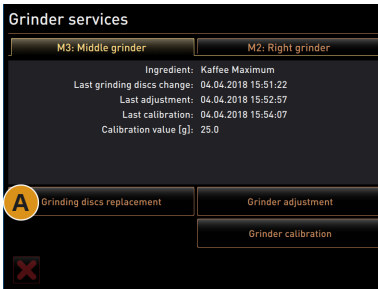 Grinder services
M3: Middle grinder
M2: Right grinder
Ingredient: Kaffee Maximum
Last grinding discs change: 04.04.2018 15:51:22
Last adjustment: 04.04.2018 15:52:57
Last calibration: 04.04.2018 15:54:07
Calibration value [g]: 25.0
A
Grinding discs replacement
Grinder adjustment
Grinder calibration